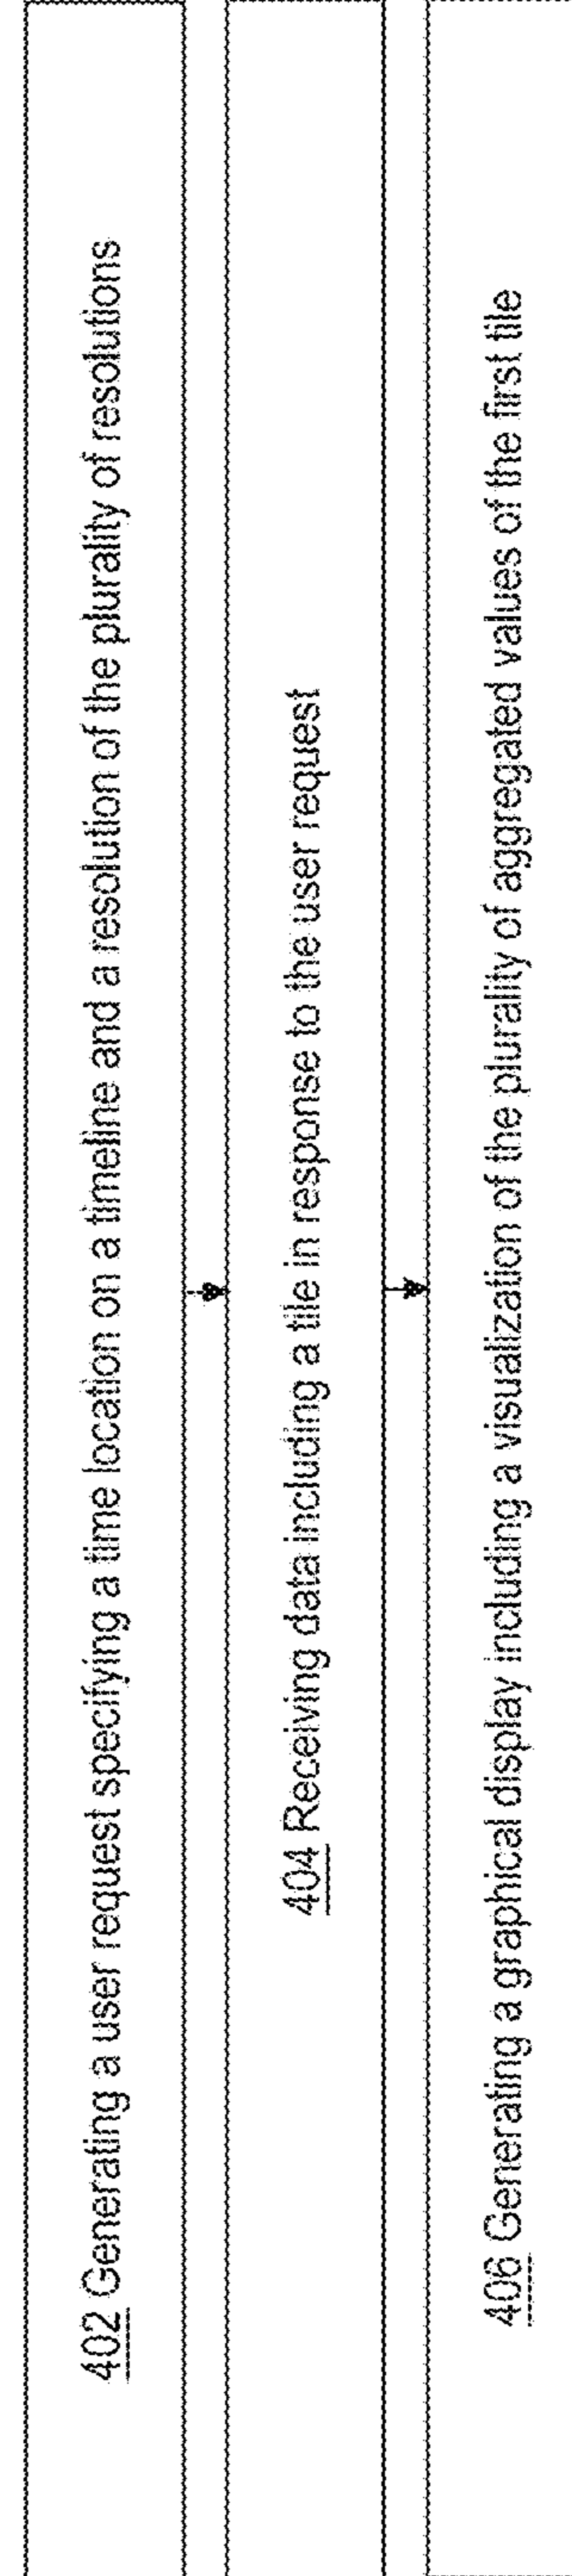 402 Generating a user request specifying a time location on a timeline and a resolution of the plurality of resolutions
404 Receiving data including a tile in response to the user request
406 Generating a graphical display including a visualization of the plurality of aggregated values of the first tile